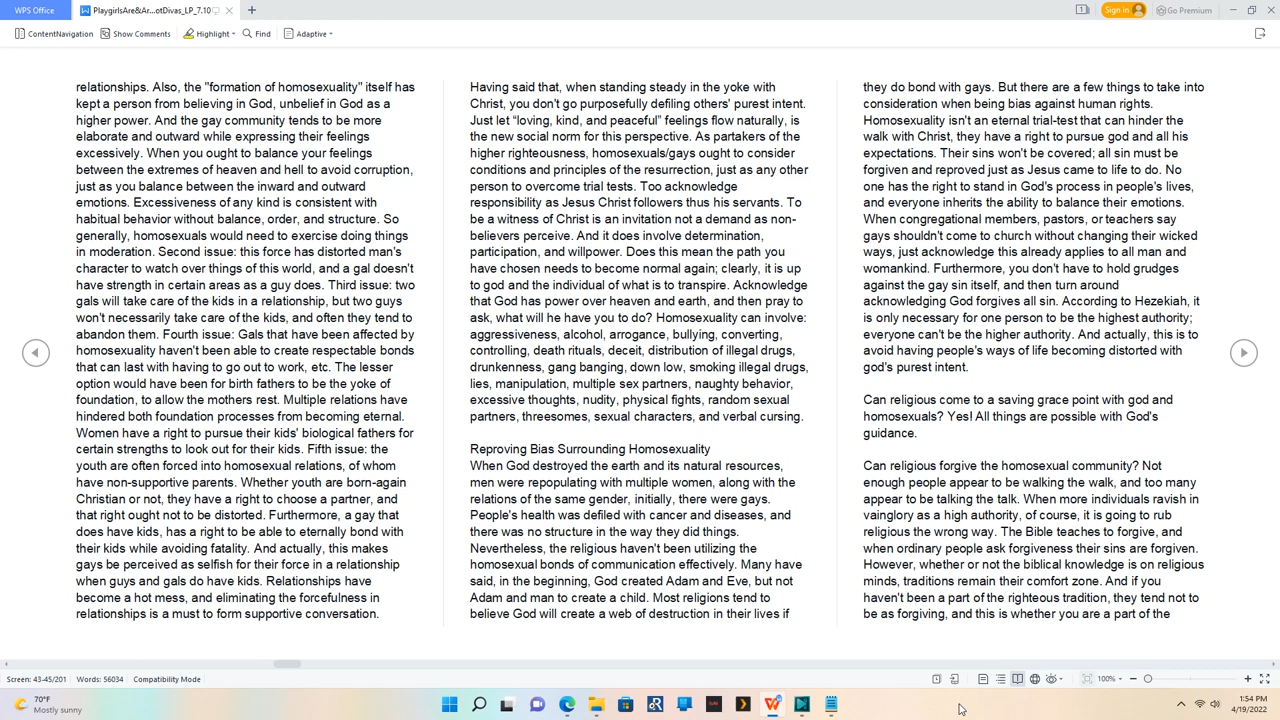 WPS Office
PlaygirlsAre&Ar...otDivas_LP_7.10
Sign in
Go Premium
ContentNavigation
Show Comments
Highlight
Find
Adaptive
relationships. Also, the "formation of homosexuality" itself has
kept a person from believing in God, unbelief in God as a
higher power. And the gay community tends to be more
elaborate and outward while expressing their feelings
excessively. When you ought to balance your feelings
between the extremes of heaven and hell to avoid corruption,
just as you balance between the inward and outward
emotions. Excessiveness of any kind is consistent with
habitual behavior without balance, order, and structure. So
generally, homosexuals would need to exercise doing things
in moderation. Second issue: this force has distorted man's
character to watch over things of this world, and a gal doesn't
have strength in certain areas as a guy does. Third issue: two
gals will take care of the kids in a relationship, but two guys
won't necessarily take care of the kids, and often they tend to
abandon them. Fourth issue: Gals that have been affected by
homosexuality haven't been able to create respectable bonds
that can last with having to go out to work, etc. The lesser
option would have been for birth fathers to be the yoke of
foundation, to allow the mothers rest. Multiple relations have
hindered both foundation processes from becoming eternal.
Women have a right to pursue their kids' biological fathers for
certain strengths to look out for their kids. Fifth issue: the
youth are often forced into homosexual relations, of whom
have non-supportive parents. Whether youth are born-again
Christian or not, they have a right to choose a partner, and
that right ought not to be distorted. Furthermore, a gay that
does have kids, has a right to be able to eternally bond with
their kids while avoiding fatality. And actually, this makes
gays be perceived as selfish for their force in a relationship
when guys and gals do have kids. Relationships have
become a hot mess, and eliminating the forcefulness in
relationships is a must to form supportive conversation.
Having said that, when standing steady in the yoke with
Christ, you don't go purposefully defiling others' purest intent.
Just let “loving, kind, and peaceful” feelings flow naturally, is
the new social norm for this perspective. As partakers of the
higher righteousness, homosexuals/gays ought to consider
conditions and principles of the resurrection, just as any other
person to overcome trial tests. Too acknowledge
responsibility as Jesus Christ followers thus his servants. To
be a witness of Christ is an invitation not a demand as non-
believers perceive. And it does involve determination,
participation, and willpower. Does this mean the path you
have chosen needs to become normal again; clearly, it is up
to god and the individual of what is to transpire. Acknowledge
that God has power over heaven and earth, and then pray to
ask, what will he have you to do? Homosexuality can involve:
aggressiveness, alcohol, arrogance, bullying, converting,
controlling, death rituals, deceit, distribution of illegal drugs,
drunkenness, gang banging, down low, smoking illegal drugs,
lies, manipulation, multiple sex partners, naughty behavior,
excessive thoughts, nudity, physical fights, random sexual
partners, threesomes, sexual characters, and verbal cursing.
Reproving Bias Surrounding Homosexuality
When God destroyed the earth and its natural resources,
men were repopulating with multiple women, along with the
relations of the same gender, initially, there were gays.
People's health was defiled with cancer and diseases, and
there was no structure in the way they did things.
Nevertheless, the religious haven't been utilizing the
homosexual bonds of communication effectively. Many have
said, in the beginning, God created Adam and Eve, but not
Adam and man to create a child. Most religions tend to
believe God will create a web of destruction in their lives if
they do bond with gays. But there are a few things to take into
consideration when being bias against human rights.
Homosexuality isn't an eternal trial-test that can hinder the
walk with Christ, they have a right to pursue god and all his
expectations. Their sins won't be covered; all sin must be
forgiven and reproved just as Jesus came to life to do. No
one has the right to stand in God's process in people's lives,
and everyone inherits the ability to balance their emotions.
When congregational members, pastors, or teachers say
gays shouldn't come to church without changing their wicked
ways, just acknowledge this already applies to all man and
womankind. Furthermore, you don't have to hold grudges
against the gay sin itself, and then turn around
acknowledging God forgives all sin. According to Hezekiah, it
is only necessary for one person to be the highest authority;
everyone can't be the higher authority. And actually, this is to
avoid having people's ways of life becoming distorted with
god's purest intent.
Can religious come to a saving grace point with god and
homosexuals? Yes! All things are possible with God's
guidance.
Can religious forgive the homosexual community? Not
enough people appear to be walking the walk, and too many
appear to be talking the talk. When more individuals ravish in
vainglory as a high authority, of course, it is going to rub
religious the wrong way. The Bible teaches to forgive, and
when ordinary people ask forgiveness their sins are forgiven.
However, whether or not the biblical knowledge is on religious
minds, traditions remain their comfort zone. And if you
haven't been a part of the righteous tradition, they tend not to
be as forgiving, and this is whether you are a part of the
Screen: 43-45/201
Words: 56034
Compatibility Mode
100%
70°F
Mostly sunny
1:54 PM
4/19/2022